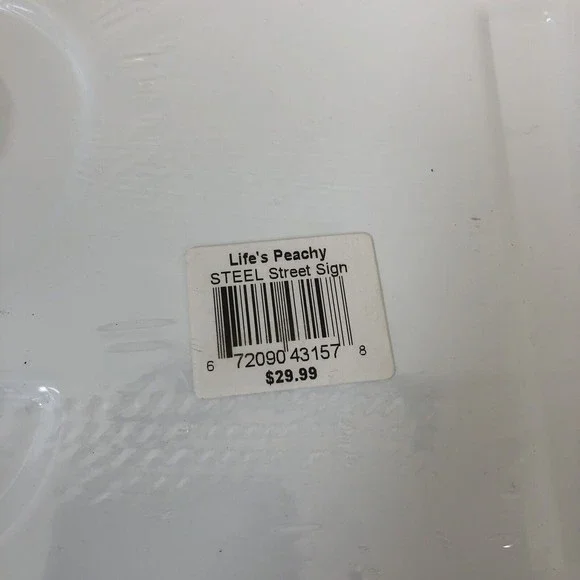 Life's Peachy
STEEL Street Sign
6 72090 43157 8
$29.99